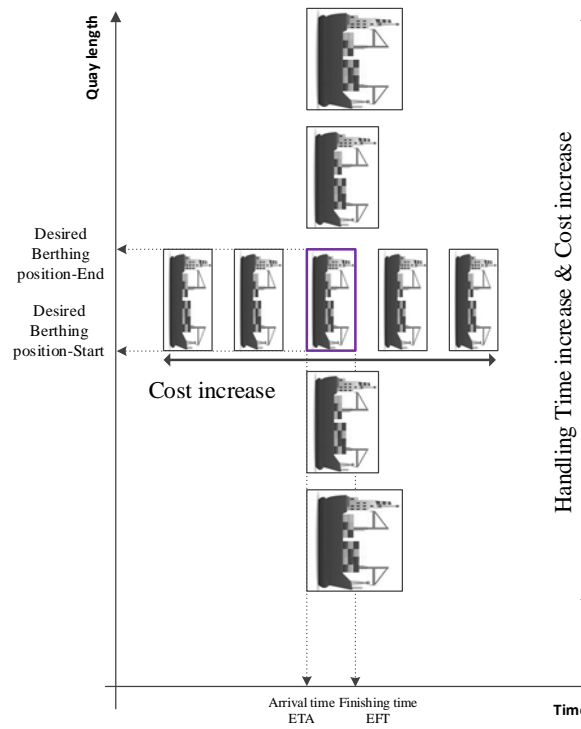 Quay length
Desired
Berthing
position-End
Desired
Berthing
position-Start
Cost increase
Handling Time increase & Cost increase
Arrival time Finishing time
ETA EFT
Time